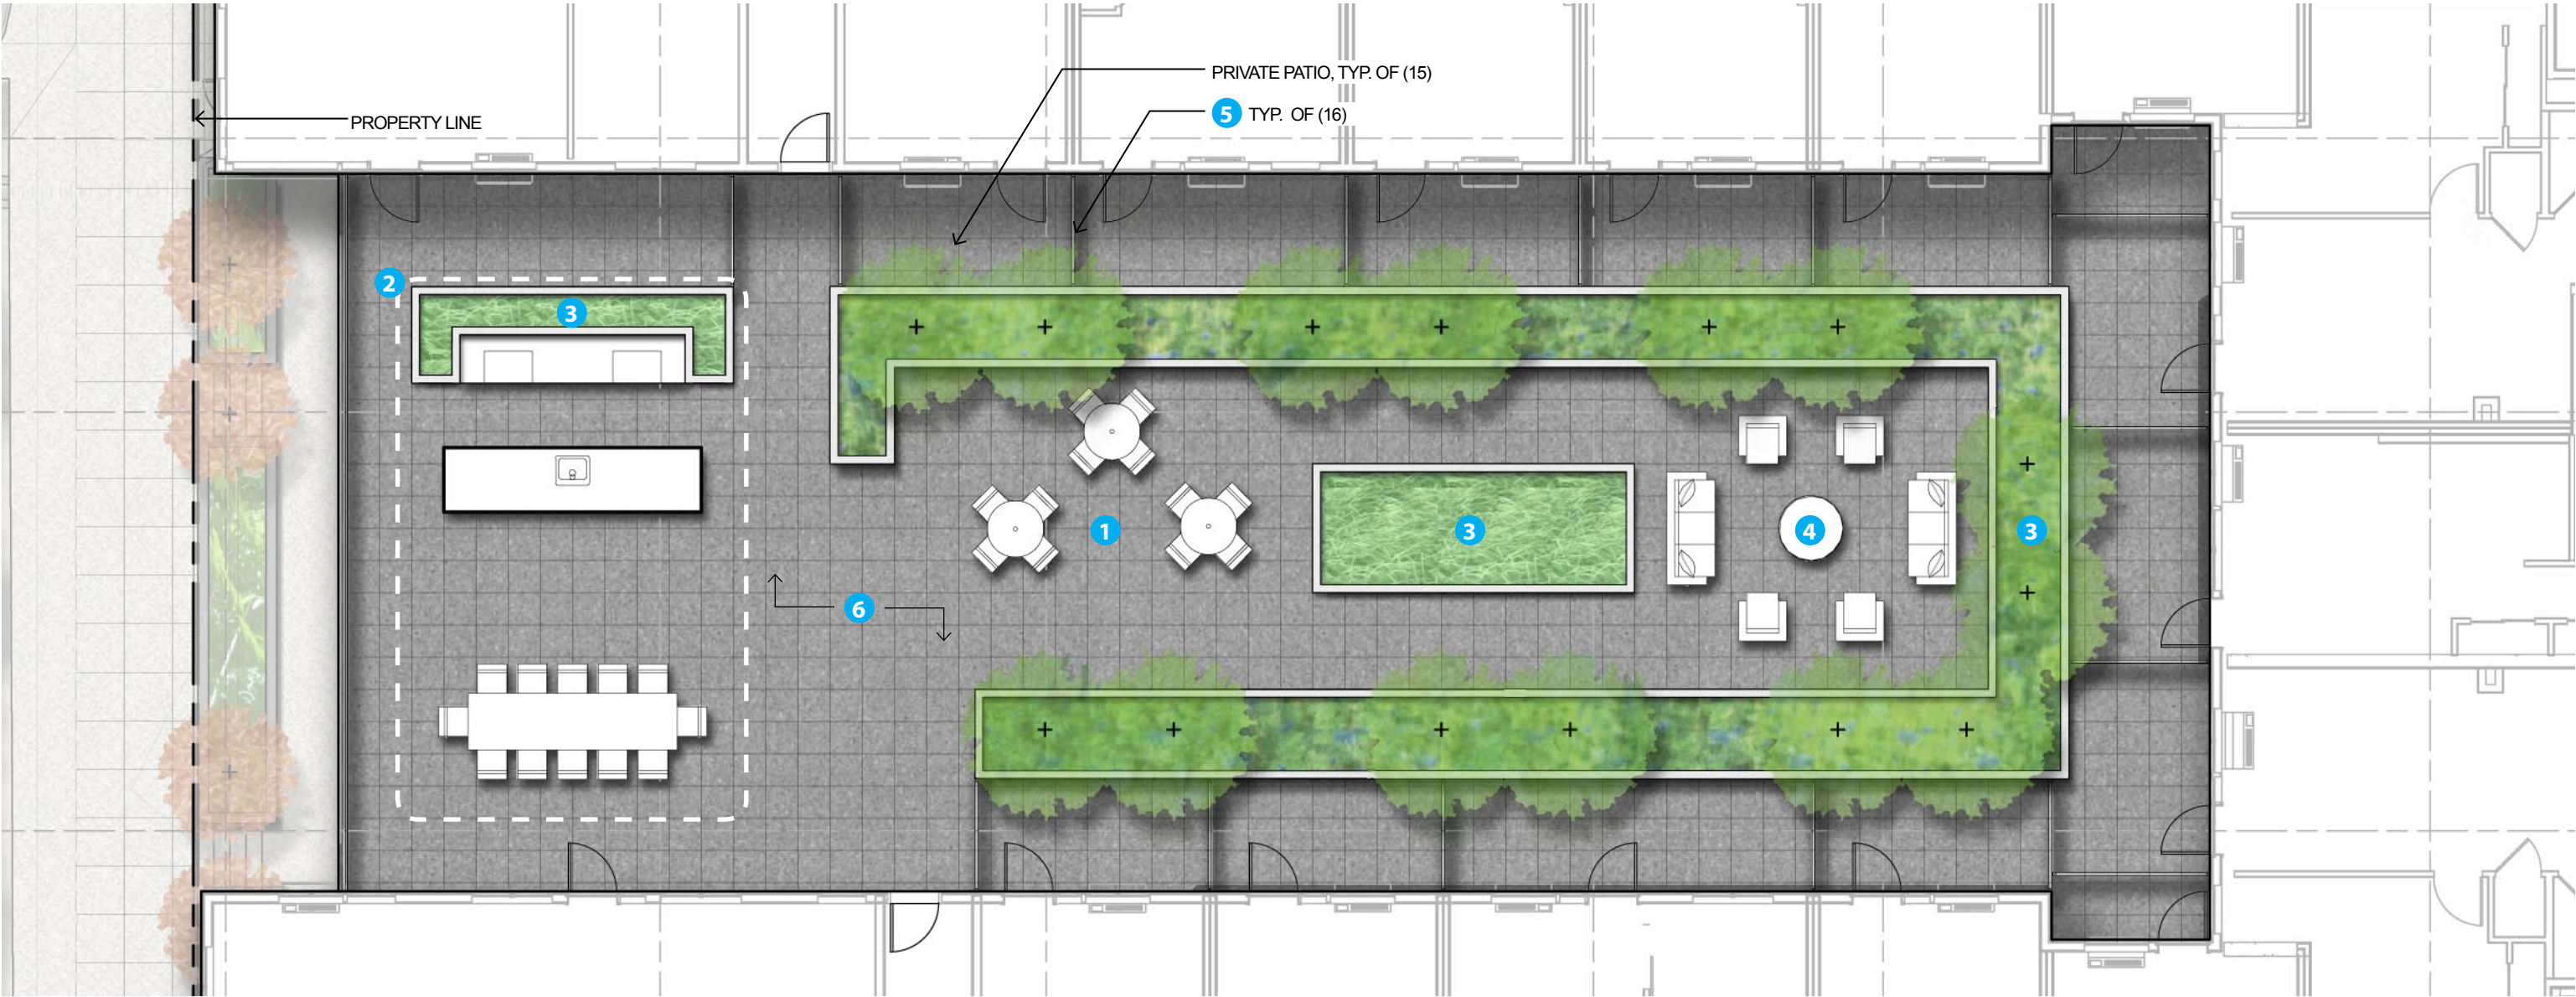 PRIVATE PATIO, TYP. OF (15)
5 TYP. OF (16)
PROPERTY LINE
2
3
1
3
4
3
6